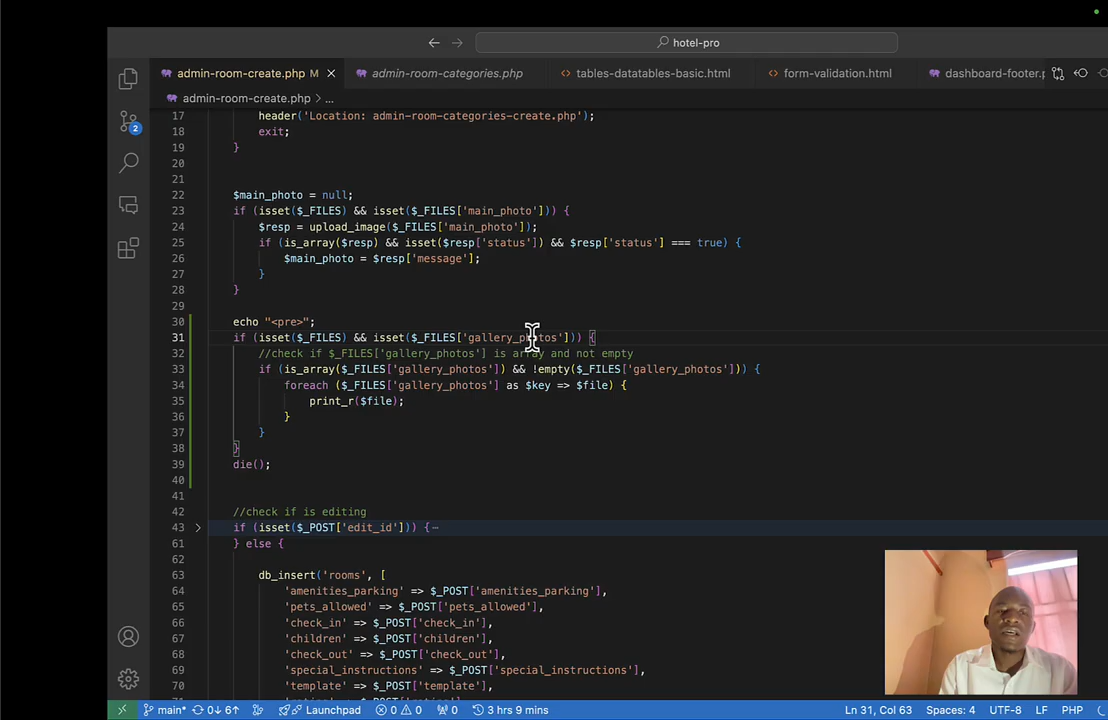 hotel-pro
admin-room-create.php M
admin-room-categories.php
tables-datatables-basic.html
form-validation.html
dashboard-footer.p
admin-room-create.php > ...
17 header('Location: admin-room-categories-create.php');
18 exit;
19 }
20
21
22 $main_photo = null;
23 if (isset($_FILES) && isset($_FILES['main_photo'])) {
24 $resp = upload_image($_FILES['main_photo']);
25 if (is_array($resp) && isset($resp['status']) && $resp['status'] === true) {
26 $main_photo = $resp['message'];
27 }
28 }
29
30 echo "<pre>";
31 if (isset($_FILES) && isset($_FILES['gallery_photos'])) {
32 //check if $_FILES['gallery_photos'] is array and not empty
33 if (is_array($_FILES['gallery_photos']) && !empty($_FILES['gallery_photos'])) {
34 foreach ($_FILES['gallery_photos'] as $key => $file) {
35 print_r($file);
36 }
37 }
38 }
39 die();
40
41
42 //check if is editing
43 if (isset($_POST['edit_id'])) {…
61 } else {
62
63 db_insert('rooms', [
64 'amenities_parking' => $_POST['amenities_parking'],
65 'pets_allowed' => $_POST['pets_allowed'],
66 'check_in' => $_POST['check_in'],
67 'children' => $_POST['children'],
68 'check_out' => $_POST['check_out'],
69 'special_instructions' => $_POST['special_instructions'],
70 'template' => $_POST['template'],
2
main* 0↓ 6↑ Launchpad 0 0 0 3 hrs 9 mins Ln 31, Col 63 Spaces: 4 UTF-8 LF PHP